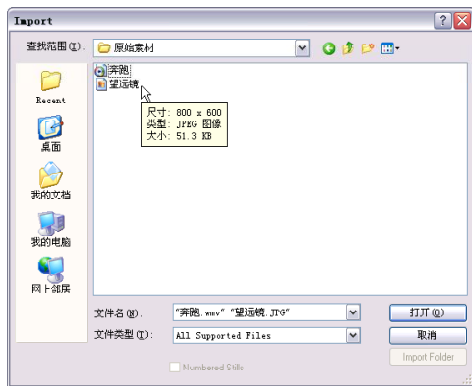 Import
查找范围(I):
原始素材
奔跑
望远镜
尺寸: 800 x 600
类型: JPEG 图像
大小: 51.3 KB
Recent
桌面
我的文档
我的电脑
网上邻居
文件名(N):
"奔跑.wmv" "望远镜.JPG"
打开(O)
文件类型(T):
All Supported Files
取消
Numbered Stills
Import Folder